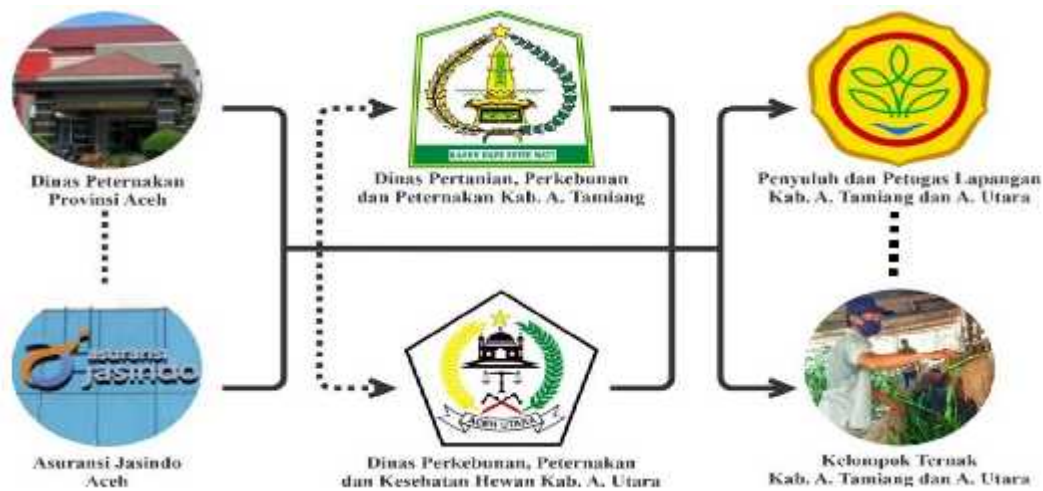 Dinas Peternakan
Provinsi Aceh
Dinas Pertanian, Perkebunan
dan Peternakan Kab. A. Tamiang
Penyuluh dan Petugas Lapangan
Kab. A. Tamiang dan A. Utara
asuransi
jasindo
ACEH UTARA
Asuransi Jasindo
Aceh
Dinas Perkebunan, Peternakan
dan Kesehatan Hewan Kab. A. Utara
Kelompok Ternak
Kab. A. Tamiang dan A. Utara